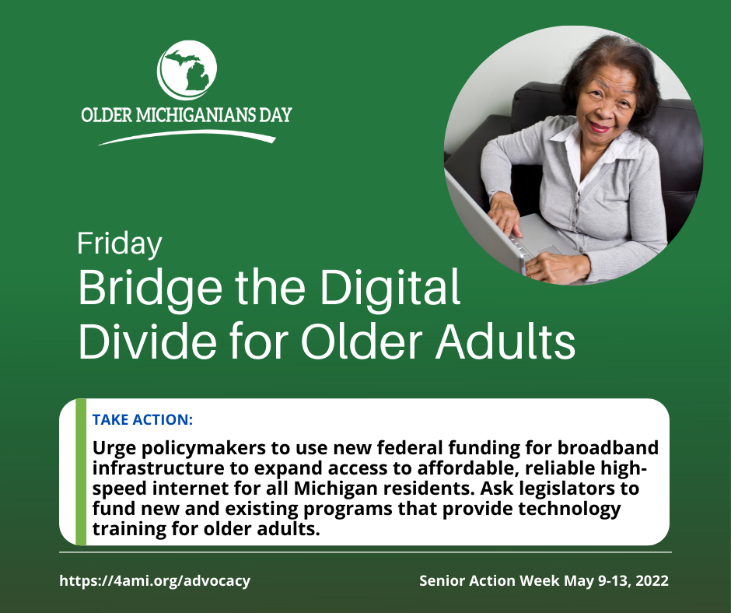 OLDER MICHIGANIANS DAY
Friday
Bridge the Digital
Divide for Older Adults
TAKE ACTION:
Urge policymakers to use new federal funding for broadband
infrastructure to expand access to affordable, reliable high-
speed internet for all Michigan residents. Ask legislators to
fund new and existing programs that provide technology
training for older adults.
https://4ami.org/advocacy
Senior Action Week May 9-13, 2022